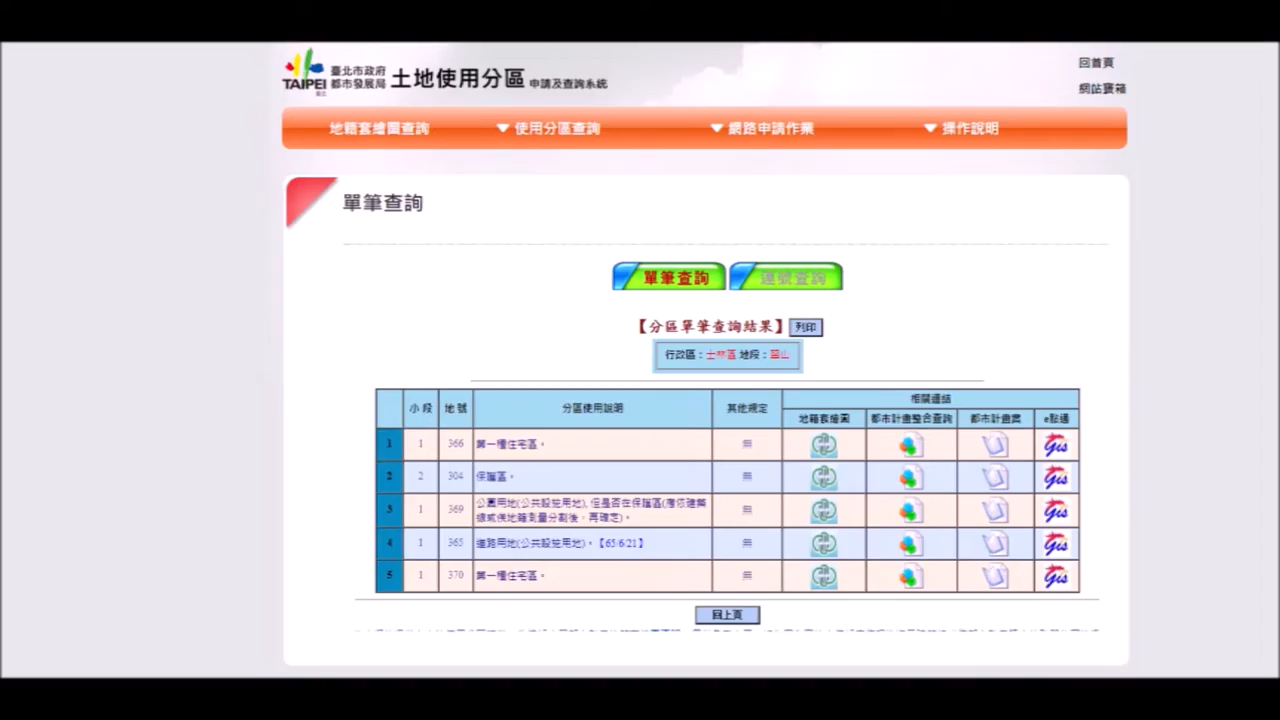 TAIPEI
臺北市政府
都市發展局 土地使用分區 申請及查詢系統
回首頁
網站寶箱
地籍套繪圖查詢 使用分區查詢 網路申請作業 操作說明
單筆查詢
單筆查詢 連號查詢
【分區單筆查詢結果】 列印
行政區：士林區 地段：
小段 地號 分區使用說明 其他規定 相關連結
地籍套繪圖 都市計畫整合查詢 都市計畫案 e點通
1 1 366 第一種住宅區。 無 Gis
2 2 304 保護區。 無 Gis
3 1 369 公園用地(公共設施用地),但是否在保護區(應依建築
線或俟地籍測量分割後，再確定)。 無 Gis
4 1 365 道路用地(公共設施用地)。【65/6/21】 無 Gis
5 1 370 第一種住宅區。 無 Gis
回上頁